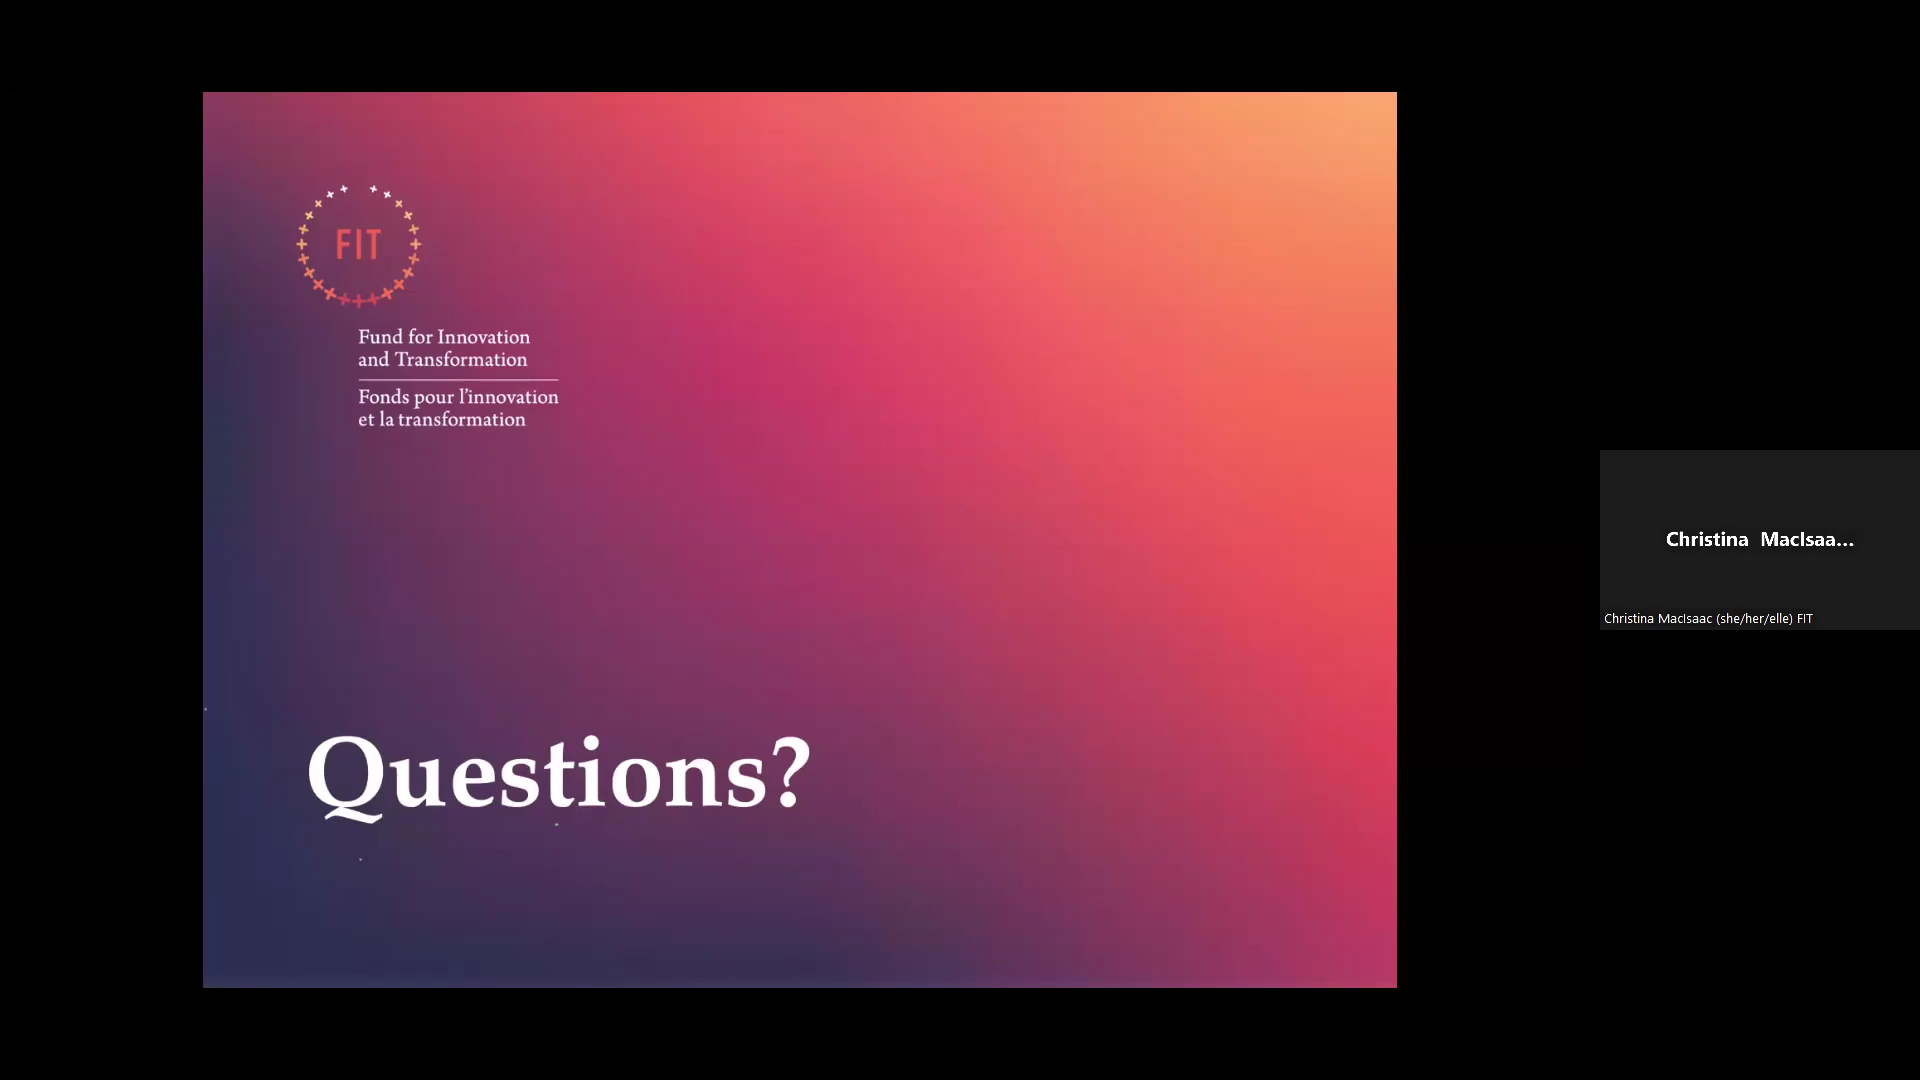 FIT
Fund for Innovation
and Transformation
Fonds pour l’innovation
et la transformation
Questions?
Christina MacIsaa...
Christina MacIsaac (she/her/elle) FIT